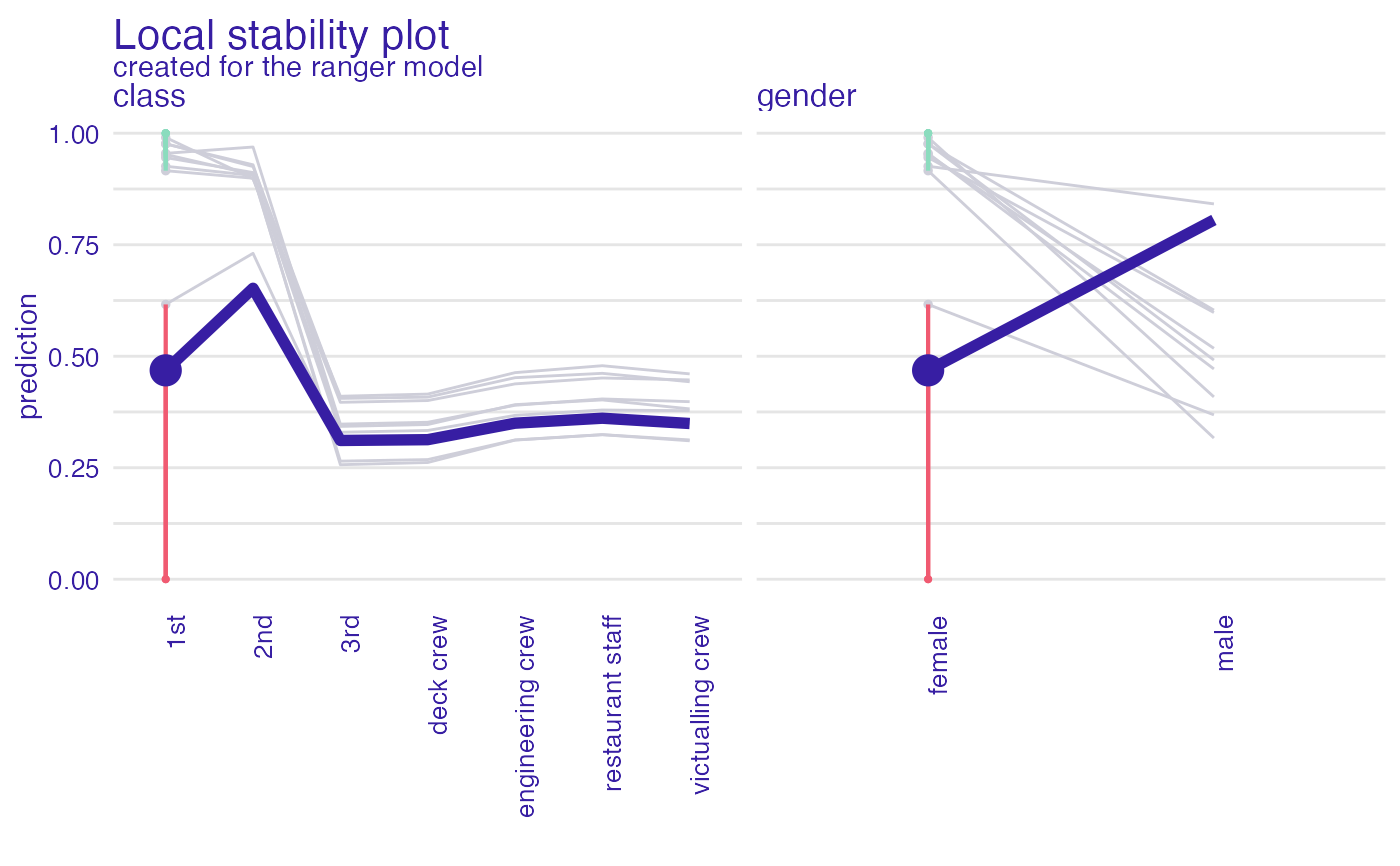 Local stability plot
created for the ranger model
class
gender
prediction
1.00
0.75
0.50
0.25
0.00
1st
2nd
3rd
deck crew
engineering crew
restaurant staff
victualling crew
female
male